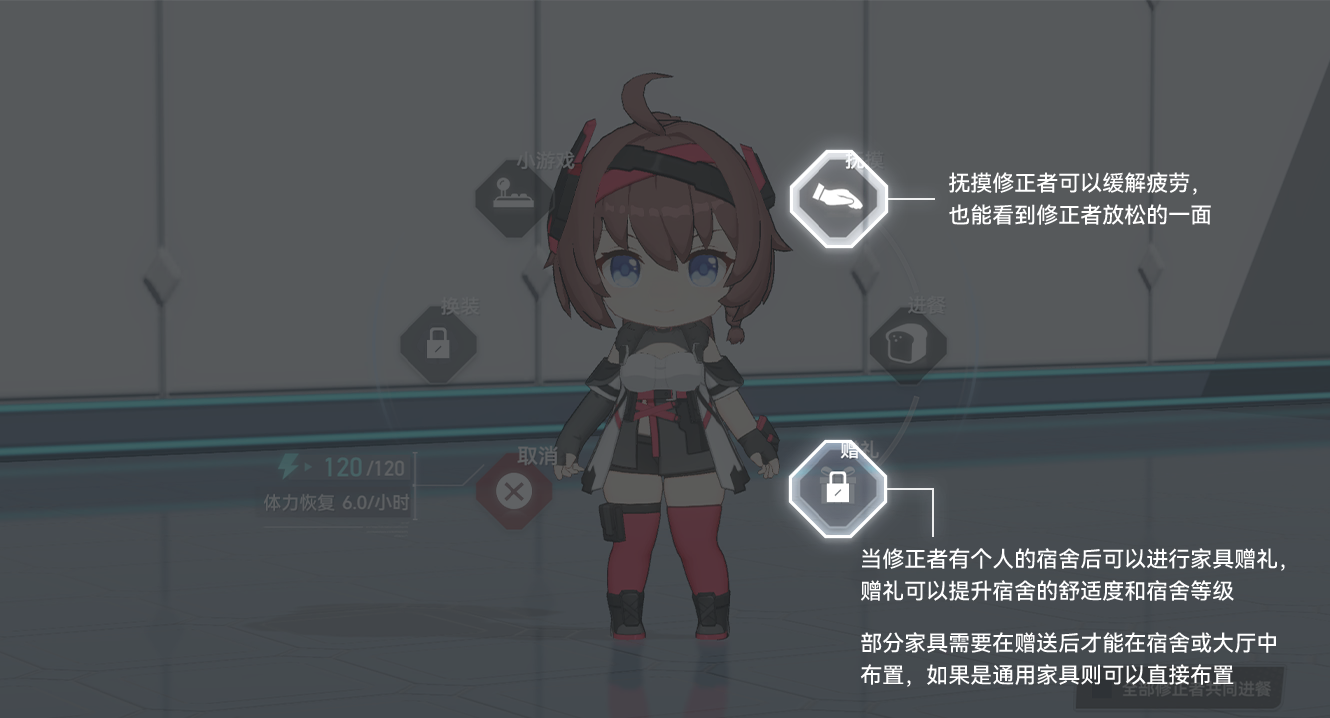 小游戏
抚摸
抚摸修正者可以缓解疲劳，
也能看到修正者放松的一面
换装
进餐
取消
赠礼
120/120
体力恢复 6.0/小时
当修正者有个人的宿舍后可以进行家具赠礼，
赠礼可以提升宿舍的舒适度和宿舍等级
部分家具需要在赠送后才能在宿舍或大厅中
布置，如果是通用家具则可以直接布置
全部修正者共同进餐